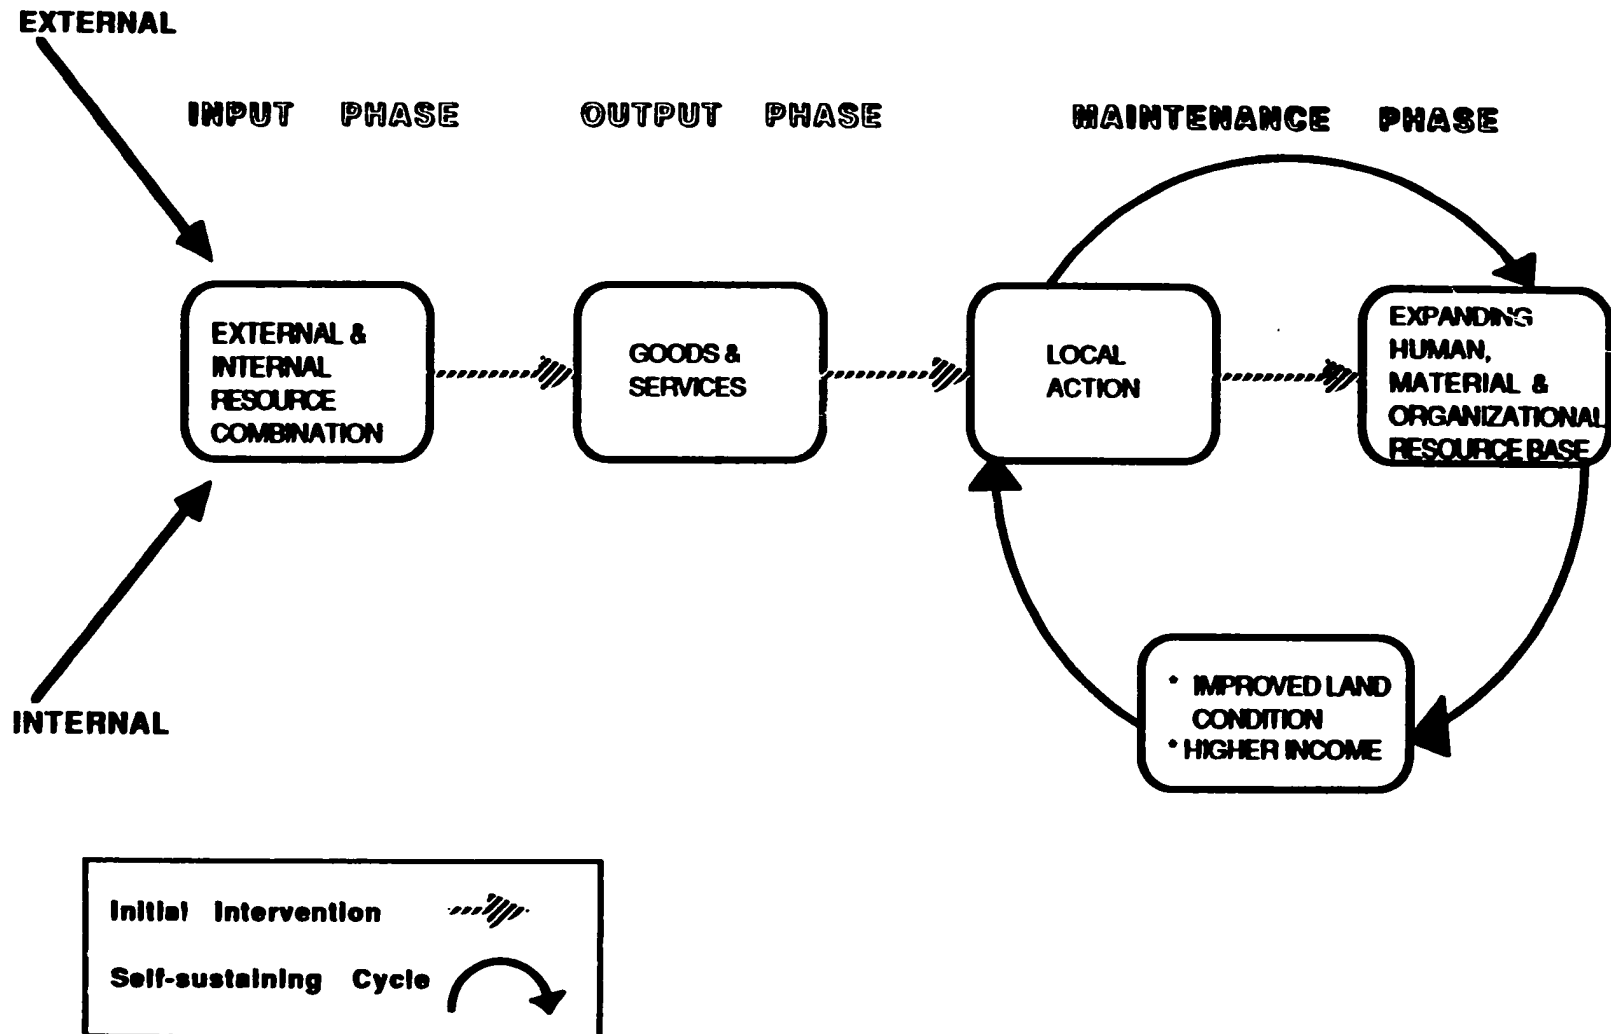 EXTERNAL
INPUT PHASE
OUTPUT PHASE
MAINTENANCE PHASE
EXTERNAL &
INTERNAL
RESOURCE
COMBINATION
GOODS &
SERVICES
LOCAL
ACTION
EXPANDING
HUMAN,
MATERIAL &
ORGANIZATIONAL
RESOURCE BASE
* IMPROVED LAND
CONDITION
* HIGHER INCOME
INTERNAL
Initial Intervention
Self-sustaining Cycle